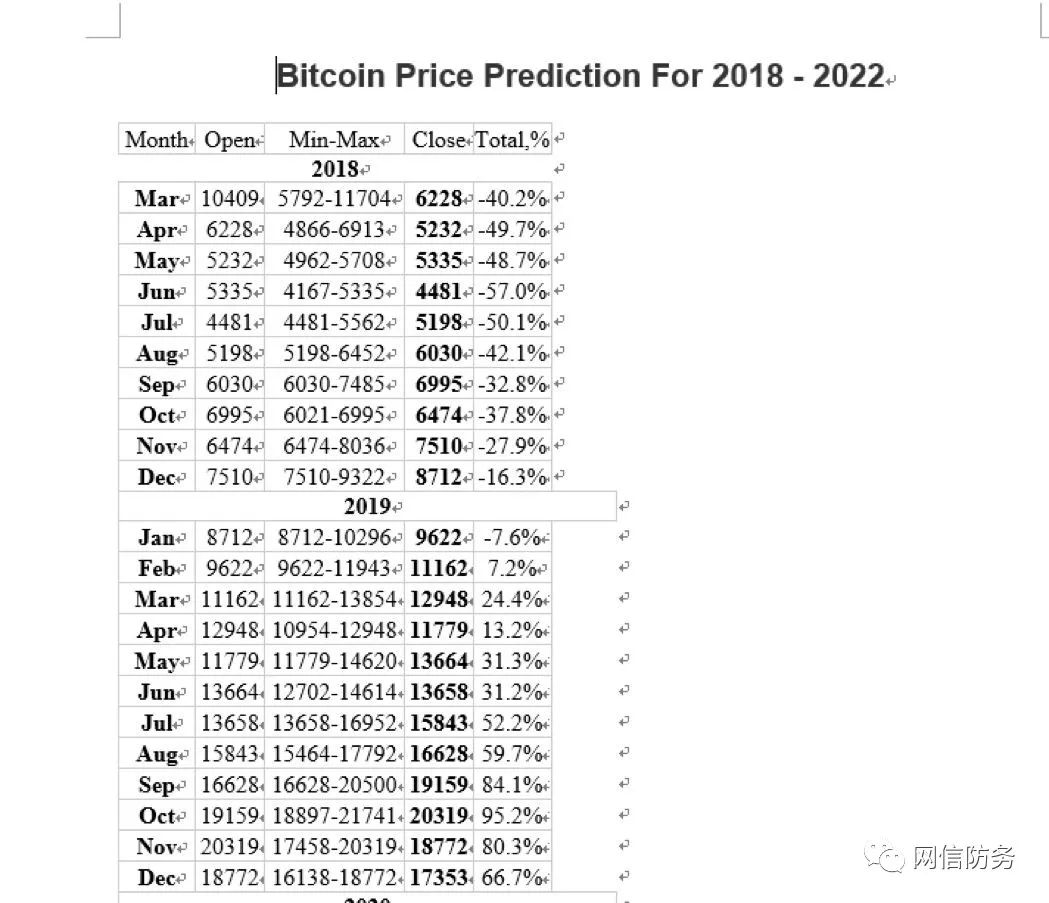 Bitcoin Price Prediction For 2018 - 2022
Month Open Min-Max Close Total,%
2018
Mar 10409 5792-11704 6228 -40.2%
Apr 6228 4866-6913 5232 -49.7%
May 5232 4962-5708 5335 -48.7%
Jun 5335 4167-5335 4481 -57.0%
Jul 4481 4481-5562 5198 -50.1%
Aug 5198 5198-6452 6030 -42.1%
Sep 6030 6030-7485 6995 -32.8%
Oct 6995 6021-6995 6474 -37.8%
Nov 6474 6474-8036 7510 -27.9%
Dec 7510 7510-9322 8712 -16.3%
2019
Jan 8712 8712-10296 9622 -7.6%
Feb 9622 9622-11943 11162 7.2%
Mar 11162 11162-13854 12948 24.4%
Apr 12948 10954-12948 11779 13.2%
May 11779 11779-14620 13664 31.3%
Jun 13664 12702-14614 13658 31.2%
Jul 13658 13658-16952 15843 52.2%
Aug 15843 15464-17792 16628 59.7%
Sep 16628 16628-20500 19159 84.1%
Oct 19159 18897-21741 20319 95.2%
Nov 20319 17458-20319 18772 80.3%
Dec 18772 16138-18772 17353 66.7%
2020
网信防务